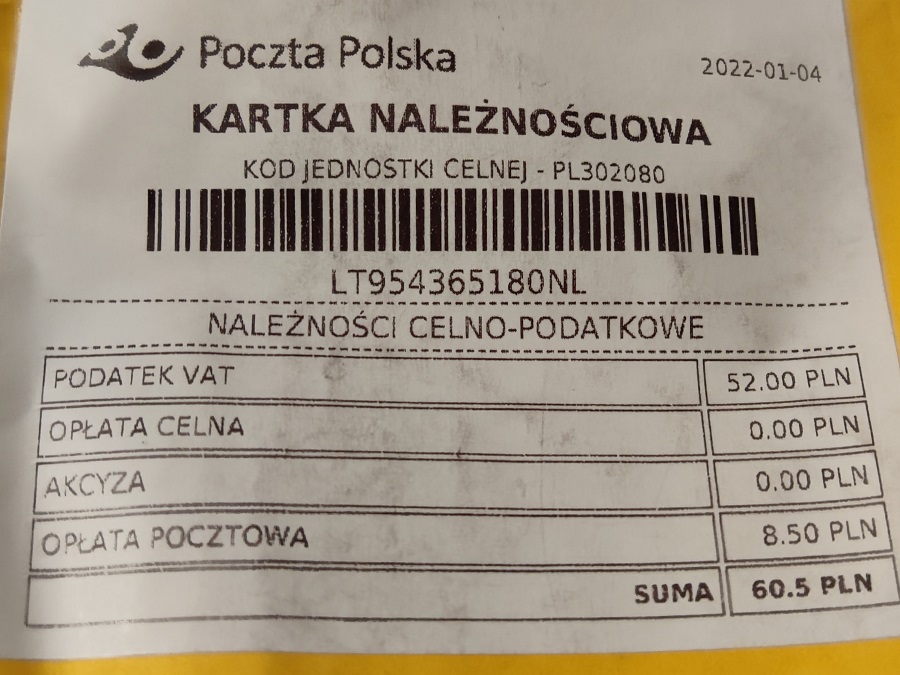 Poczta Polska
2022-01-04
KARTKA NALEŻNOŚCIOWA
KOD JEDNOSTKI CELNEJ - PL302080
LT954365180NL
NALEŻNOŚCI CELNO-PODATKOWE
PODATEK VAT 52.00 PLN
OPŁATA CELNA 0.00 PLN
AKCYZA 0.00 PLN
OPŁATA POCZTOWA 8.50 PLN
SUMA 60.5 PLN